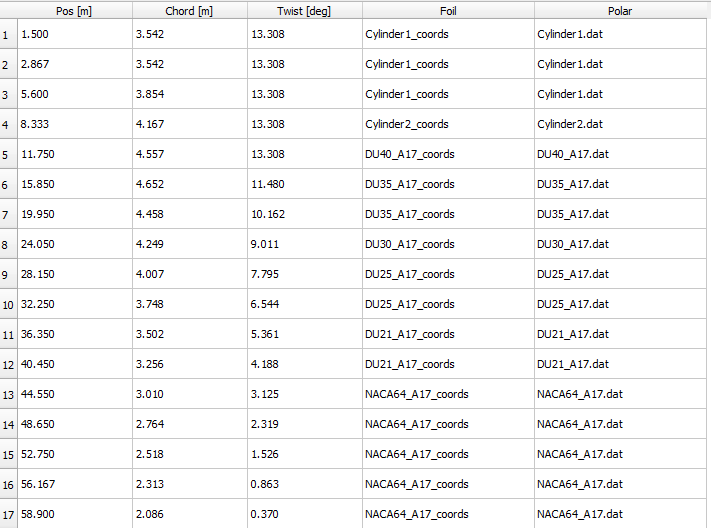 Pos [m] Chord [m] Twist [deg] Foil Polar
1 1.500 3.542 13.308 Cylinder1_coords Cylinder1.dat
2 2.867 3.542 13.308 Cylinder1_coords Cylinder1.dat
3 5.600 3.854 13.308 Cylinder1_coords Cylinder1.dat
4 8.333 4.167 13.308 Cylinder2_coords Cylinder2.dat
5 11.750 4.557 13.308 DU40_A17_coords DU40_A17.dat
6 15.850 4.652 11.480 DU35_A17_coords DU35_A17.dat
7 19.950 4.458 10.162 DU35_A17_coords DU35_A17.dat
8 24.050 4.249 9.011 DU30_A17_coords DU30_A17.dat
9 28.150 4.007 7.795 DU25_A17_coords DU25_A17.dat
10 32.250 3.748 6.544 DU25_A17_coords DU25_A17.dat
11 36.350 3.502 5.361 DU21_A17_coords DU21_A17.dat
12 40.450 3.256 4.188 DU21_A17_coords DU21_A17.dat
13 44.550 3.010 3.125 NACA64_A17_coords NACA64_A17.dat
14 48.650 2.764 2.319 NACA64_A17_coords NACA64_A17.dat
15 52.750 2.518 1.526 NACA64_A17_coords NACA64_A17.dat
16 56.167 2.313 0.863 NACA64_A17_coords NACA64_A17.dat
17 58.900 2.086 0.370 NACA64_A17_coords NACA64_A17.dat